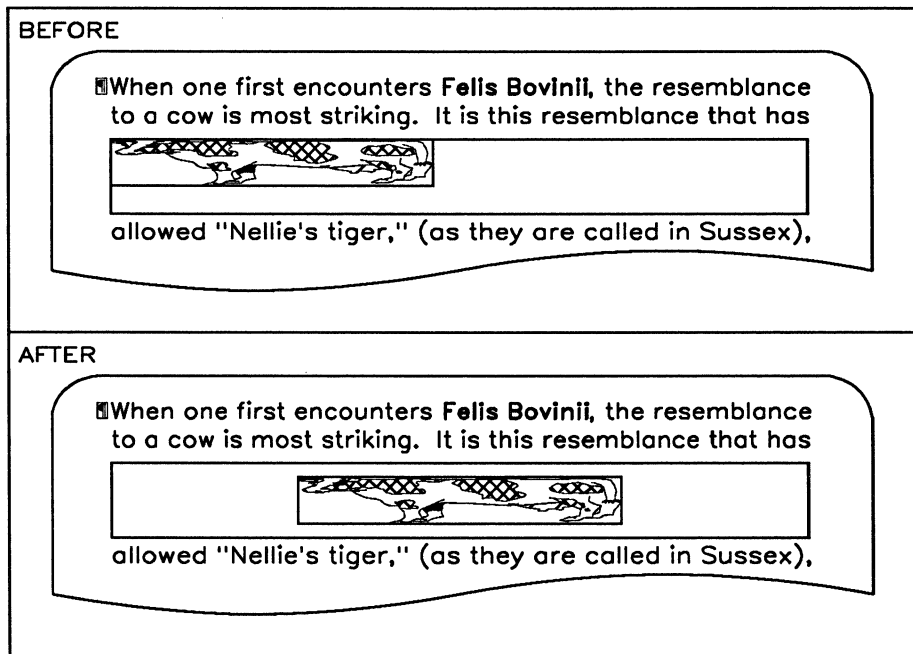 BEFORE
¶When one first encounters Felis Bovinii, the resemblance
to a cow is most striking. It is this resemblance that has
allowed "Nellie's tiger," (as they are called in Sussex),
AFTER
¶When one first encounters Felis Bovinii, the resemblance
to a cow is most striking. It is this resemblance that has
allowed "Nellie's tiger," (as they are called in Sussex),